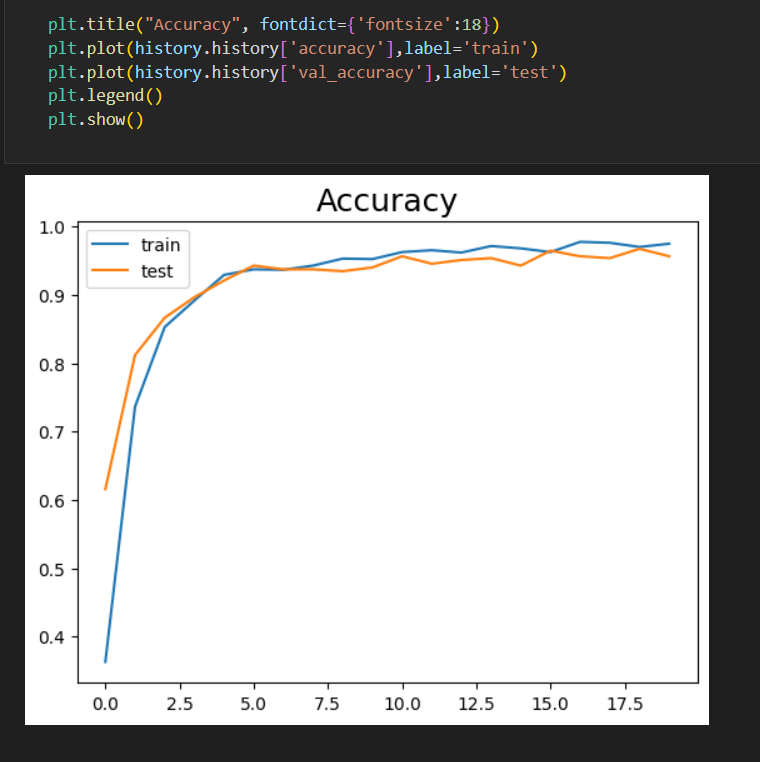 plt.title("Accuracy", fontdict={'fontsize':18})
plt.plot(history.history['accuracy'],label='train')
plt.plot(history.history['val_accuracy'],label='test')
plt.legend()
plt.show()
Accuracy
1.0
train
test
0.9
0.8
0.7
0.6
0.5
0.4
0.0 2.5 5.0 7.5 10.0 12.5 15.0 17.5